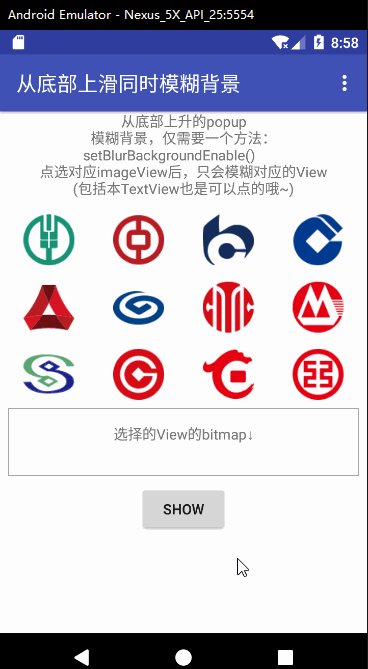 Android Emulator - Nexus_5X_API_25:5554
8:58
从底部上滑同时模糊背景
从底部上升的popup
模糊背景，仅需要一个方法：
setBlurBackgroundEnable()
点选对应imageView后，只会模糊对应的View
(包括本TextView也是可以点的哦~)
选择的View的bitmap↓
SHOW